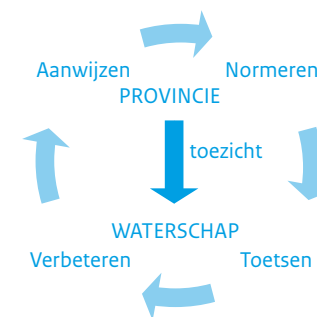 Aanwijzen
Normeren
PROVINCIE
toezicht
WATERSCHAP
Verbeteren
Toetsen